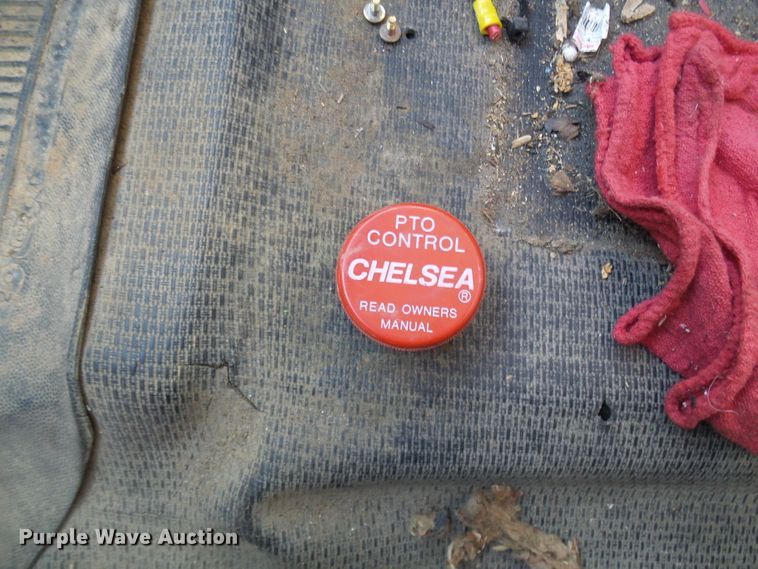 PTO
CONTROL
CHELSEA
®
READ OWNERS
MANUAL
Purple Wave Auction